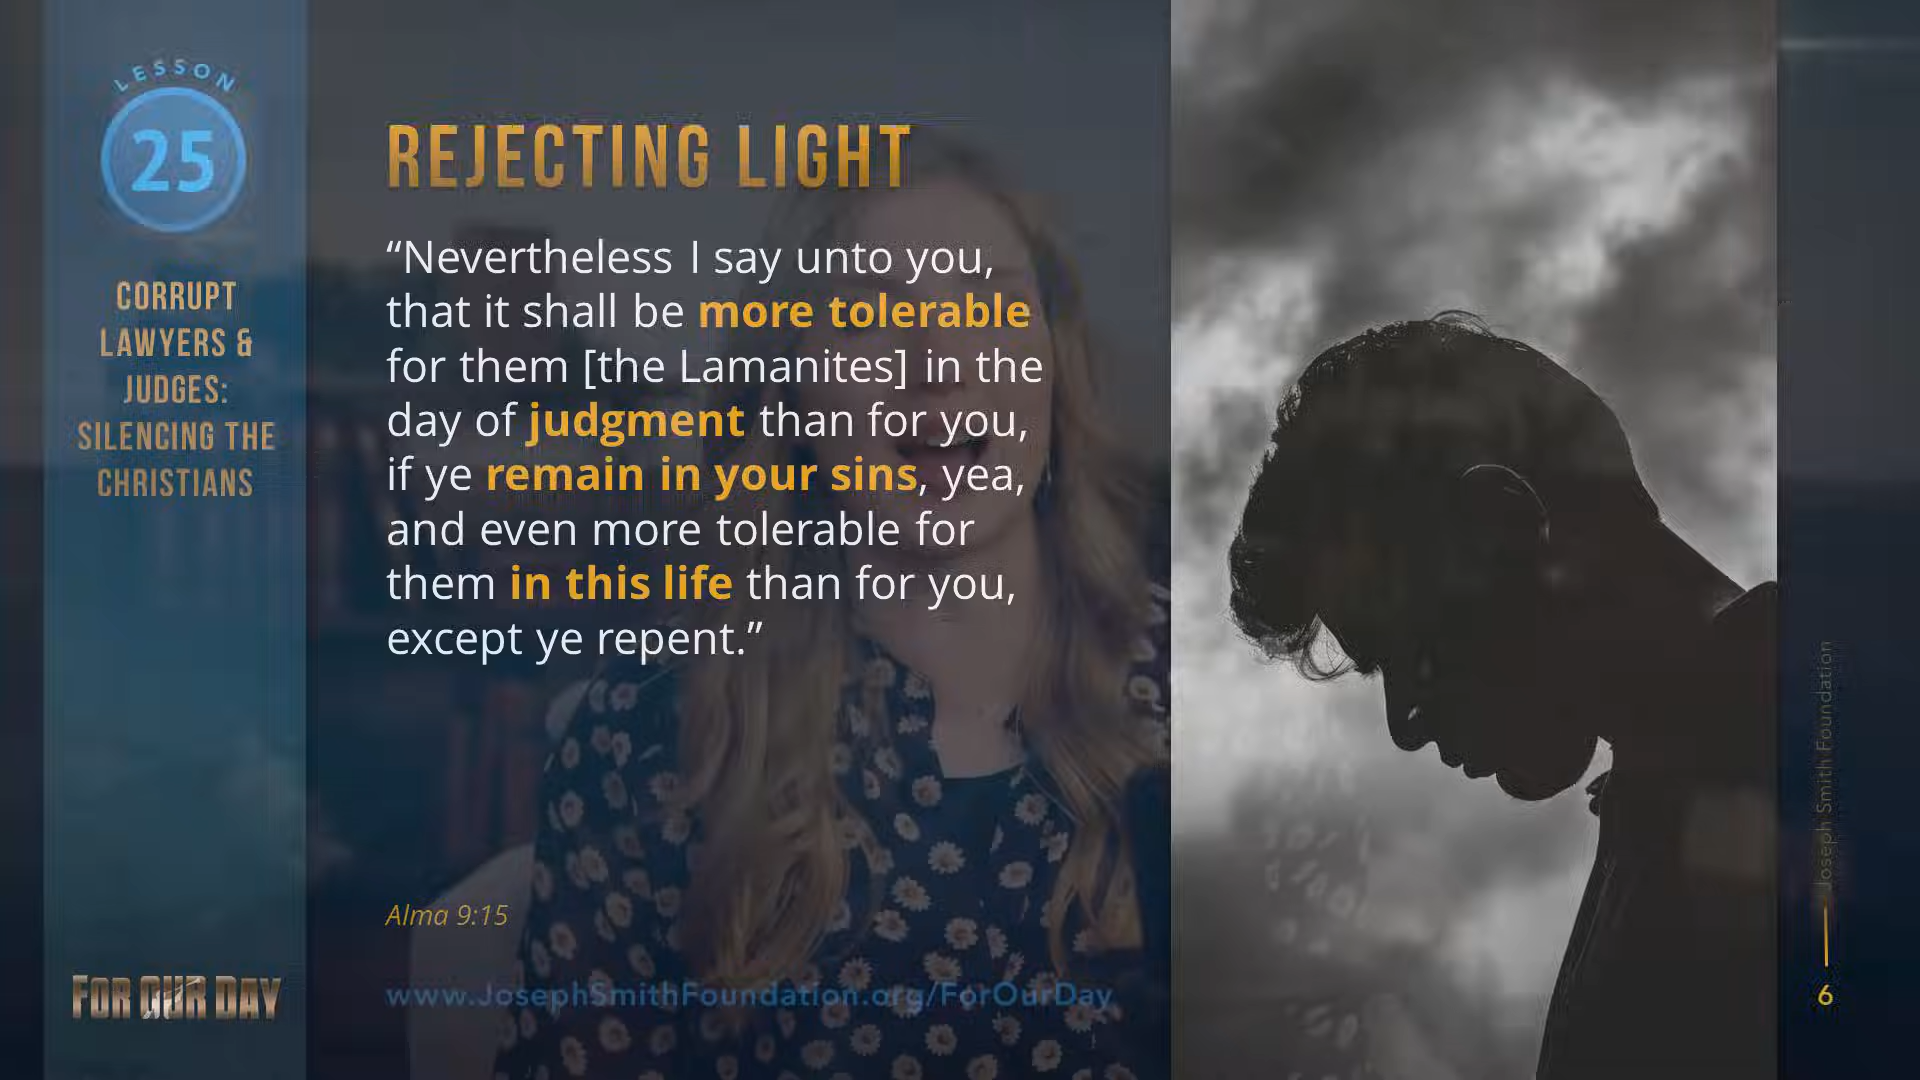 LESSON
25
CORRUPT
LAWYERS &
JUDGES:
SILENCING THE
CHRISTIANS
FOR OUR DAY
REJECTING LIGHT
“Nevertheless I say unto you,
that it shall be more tolerable
for them [the Lamanites] in the
day of judgment than for you,
if ye remain in your sins, yea,
and even more tolerable for
them in this life than for you,
except ye repent.”
Alma 9:15
www.JosephSmithFoundation.org/ForOurDay
Joseph Smith Foundation
6